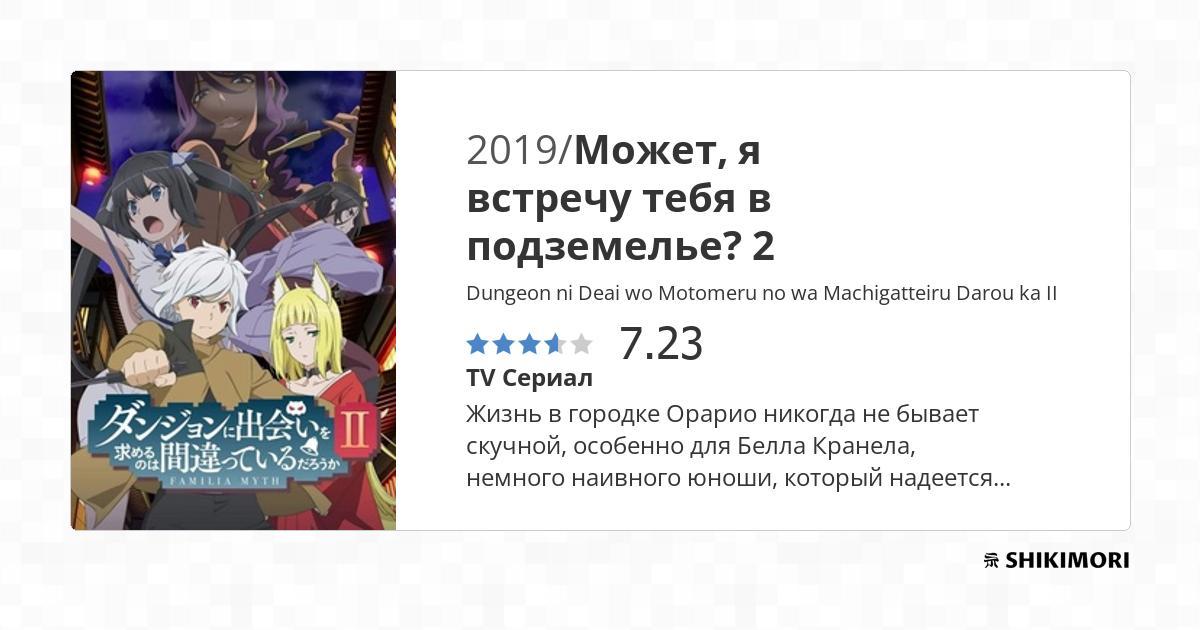 ダンジョンに出会いを
求めるのは間違っているだろうか
II
FAMILIA MYTH
2019/Может, я
встречу тебя в
подземелье? 2
Dungeon ni Deai wo Motomeru no wa Machigatteiru Darou ka II
7.23
TV Сериал
Жизнь в городке Орарио никогда не бывает
скучной, особенно для Белла Кранела,
немного наивного юноши, который надеется...
SHIKIMORI